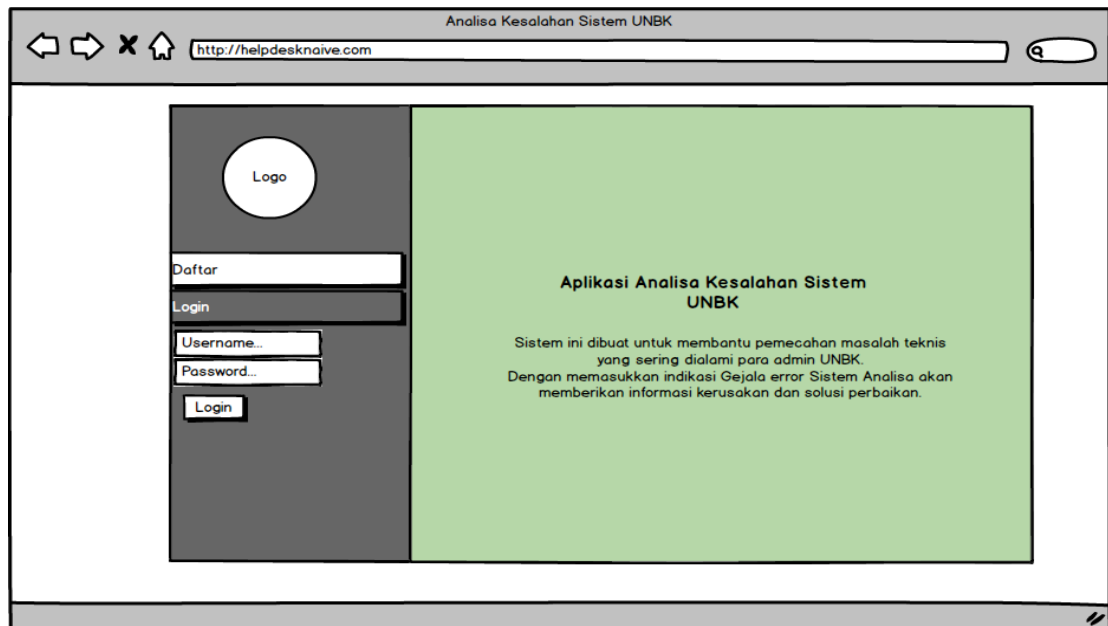 Analisa Kesalahan Sistem UNBK
http://helpdesknaive.com
Logo
Daftar
Login
Username...
Password...
Login
Aplikasi Analisa Kesalahan Sistem
UNBK
Sistem ini dibuat untuk membantu pemecahan masalah teknis
yang sering dialami para admin UNBK.
Dengan memasukkan indikasi Gejala error Sistem Analisa akan
memberikan informasi kerusakan dan solusi perbaikan.